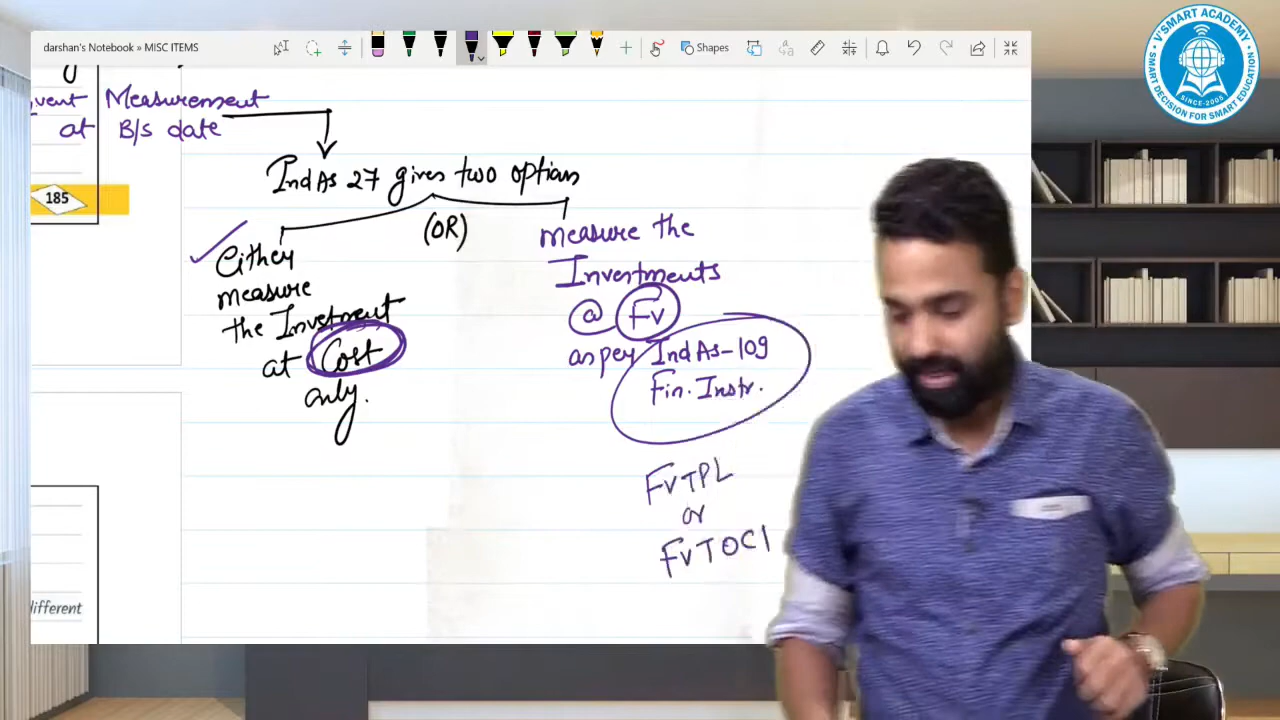 darshan's Notebook » MISC ITEMS
Shapes
V'SMART ACADEMY
SINCE-2005
SMART DECISION FOR SMART EDUCATION
Measurement
at B/s date
185
IndAs 27 gives two options
(OR)
Either
measure
the Investment
at Cost
only.
measure the
Investments
@ FV
as per IndAs-109
Fin. Instr.
FVTPL
or
FVTOCI
different